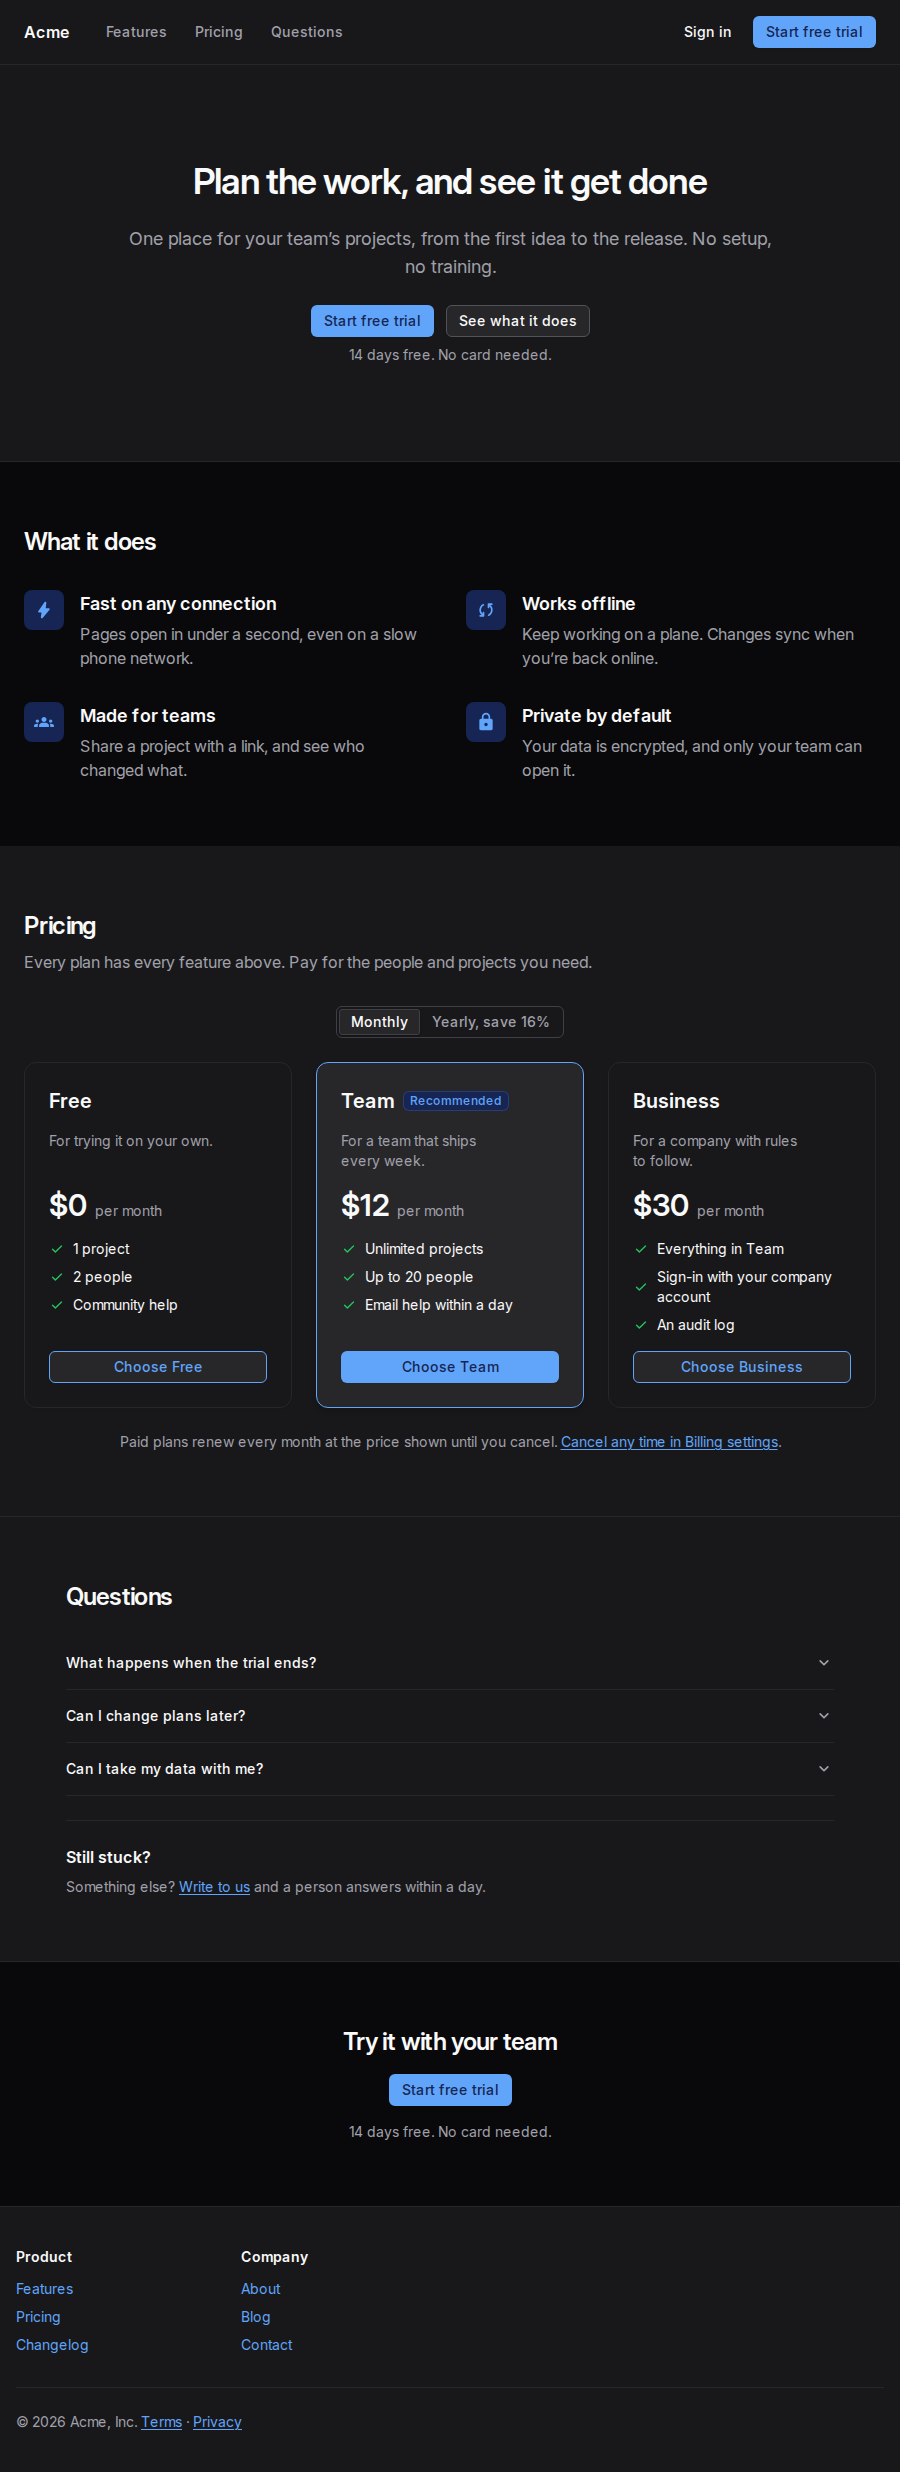 Acme
Features
Pricing
Questions
Sign in
Start free trial
Plan the work, and see it get done
One place for your team’s projects, from the first idea to the release. No setup,
no training.
Start free trial
See what it does
14 days free. No card needed.
What it does
Fast on any connection
Pages open in under a second, even on a slow
phone network.
Works offline
Keep working on a plane. Changes sync when
you’re back online.
Made for teams
Share a project with a link, and see who
changed what.
Private by default
Your data is encrypted, and only your team can
open it.
Pricing
Every plan has every feature above. Pay for the people and projects you need.
Monthly
Yearly, save 16%
Free
For trying it on your own.
$0 per month
1 project
2 people
Community help
Choose Free
Team Recommended
For a team that ships
every week.
$12 per month
Unlimited projects
Up to 20 people
Email help within a day
Choose Team
Business
For a company with rules
to follow.
$30 per month
Everything in Team
Sign-in with your company
account
An audit log
Choose Business
Paid plans renew every month at the price shown until you cancel. Cancel any time in Billing settings.
Questions
What happens when the trial ends?
Can I change plans later?
Can I take my data with me?
Still stuck?
Something else? Write to us and a person answers within a day.
Try it with your team
Start free trial
14 days free. No card needed.
Product
Features
Pricing
Changelog
Company
About
Blog
Contact
© 2026 Acme, Inc. Terms · Privacy